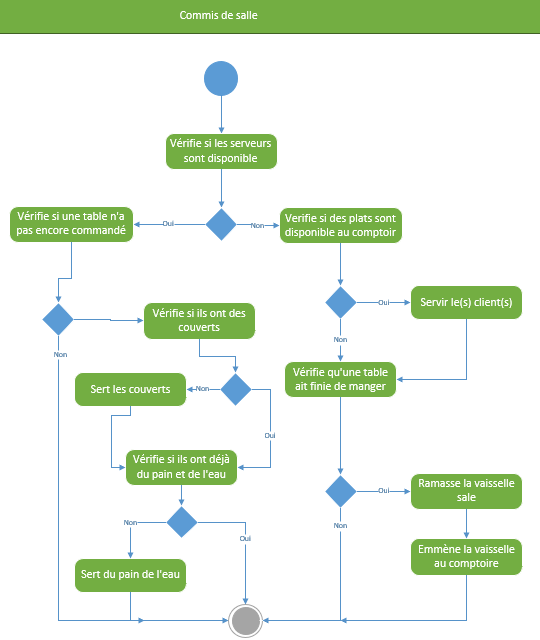 Commis de salle
Vérifie si les serveurs
sont disponible
Oui
Non
Vérifie si une table n'a
pas encore commandé
Verifie si des plats sont
disponible au comptoir
Vérifie si ils ont des
couverts
Oui
Servir le(s) client(s)
Non
Non
Vérifie qu'une table
ait finie de manger
Sert les couverts
Non
Oui
Vérifie si ils ont déjà
du pain et de l'eau
Oui
Ramasse la vaisselle
sale
Non
Non
Oui
Emmène la vaisselle
au comptoire
Sert du pain de l'eau